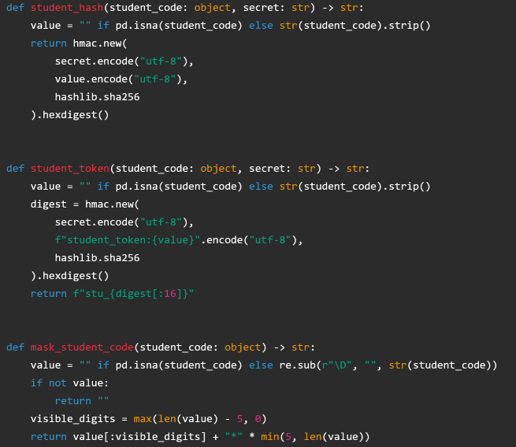 def student_hash(student_code: object, secret: str) -> str:
    value = "" if pd.isna(student_code) else str(student_code).strip()
    return hmac.new(
        secret.encode("utf-8"),
        value.encode("utf-8"),
        hashlib.sha256
    ).hexdigest()


def student_token(student_code: object, secret: str) -> str:
    value = "" if pd.isna(student_code) else str(student_code).strip()
    digest = hmac.new(
        secret.encode("utf-8"),
        f"student_token:{value}".encode("utf-8"),
        hashlib.sha256
    ).hexdigest()
    return f"stu_{digest[:16]}"


def mask_student_code(student_code: object) -> str:
    value = "" if pd.isna(student_code) else re.sub(r"\D", "", str(student_code))
    if not value:
        return ""
    visible_digits = max(len(value) - 5, 0)
    return value[:visible_digits] + "*" * min(5, len(value))